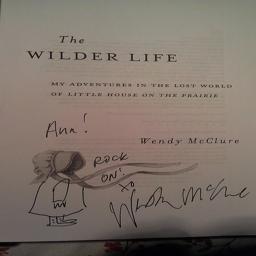 The
WILDER LIFE
MY ADVENTURES IN THE LOST WORLD
OF LITTLE HOUSE ON THE PRAIRIE
Ann!
Wendy McClure
ROCK
ON!
XO
Wendy McClure